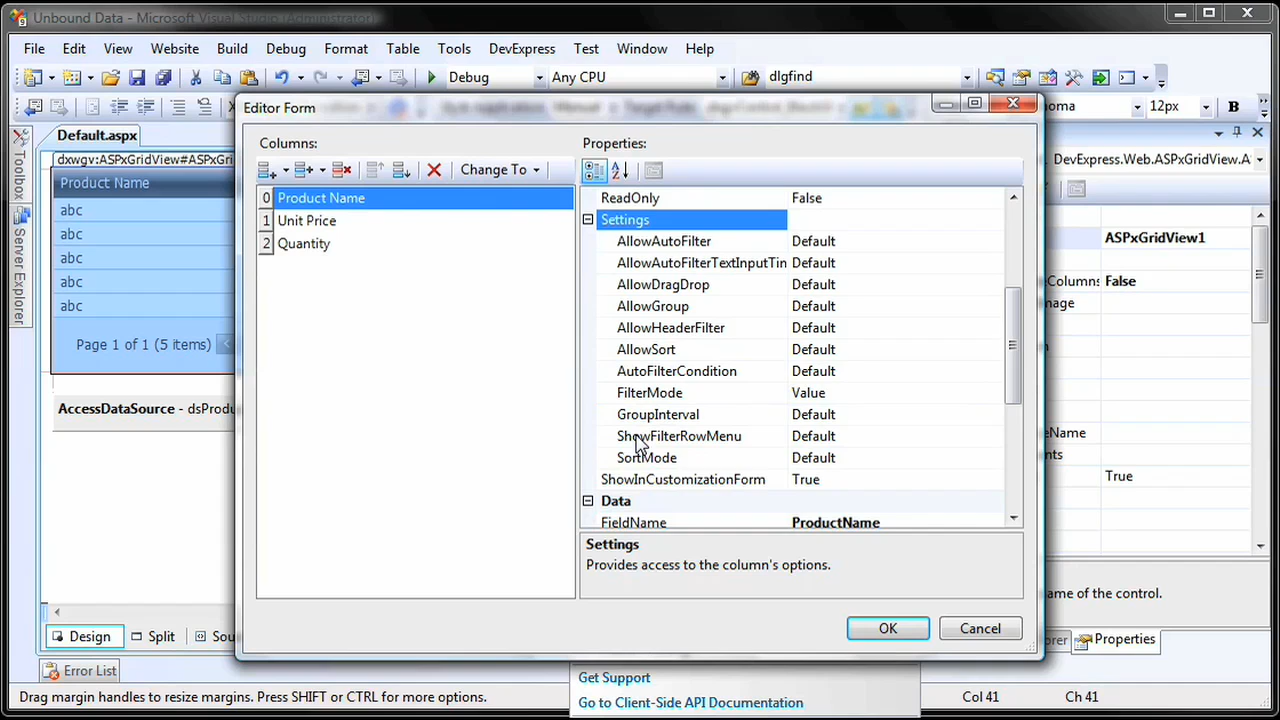 Unbound Data - Microsoft Visual Studio (Administrator)
File Edit View Website Build Debug Format Table Tools DevExpress Test Window Help
Debug Any CPU dlgfind
Editor Form
12px B
Default.aspx
Columns: Properties:
dxwgv:ASPxGridView#ASPxGri
DevExpress.Web.ASPxGridView.A
Change To
Toolbox
Server Explorer
Product Name
abc
abc
abc
abc
abc
Page 1 of 1 (5 items)
AccessDataSource - dsProdu
0 Product Name
1 Unit Price
2 Quantity
ReadOnly False
Settings
AllowAutoFilter Default
AllowAutoFilterTextInputTin Default
AllowDragDrop Default
AllowGroup Default
AllowHeaderFilter Default
AllowSort Default
AutoFilterCondition Default
FilterMode Value
GroupInterval Default
ShowFilterRowMenu Default
SortMode Default
ShowInCustomizationForm True
Data
FieldName ProductName
Settings
Provides access to the column's options.
OK Cancel
ASPxGridView1
Columns False
mage
eName
nts
True
ame of the control.
orer Properties
Design Split Sou
Error List
Get Support
Go to Client-Side API Documentation
Drag margin handles to resize margins. Press SHIFT or CTRL for more options.
Col 41 Ch 41